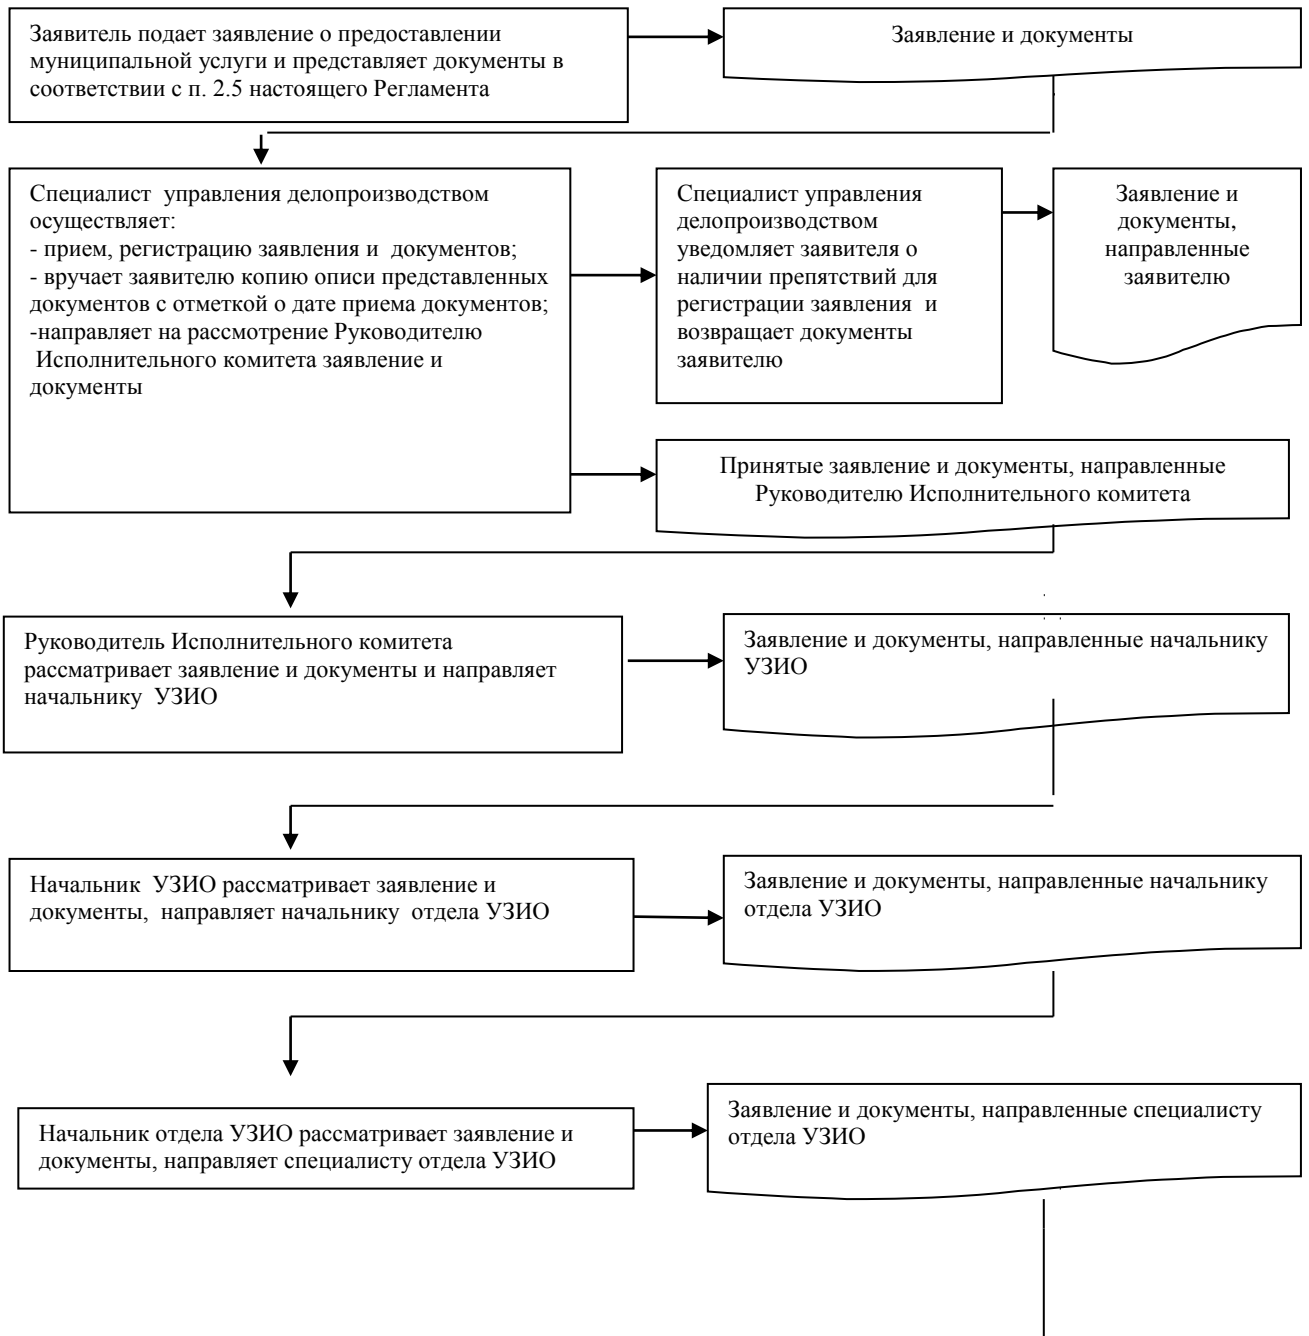 Заявитель подает заявление о предоставлении
муниципальной услуги и представляет документы в
соответствии с п. 2.5 настоящего Регламента
Заявление и документы
Специалист управления делопроизводством
осуществляет:
- прием, регистрацию заявления и документов;
- вручает заявителю копию описи представленных
документов с отметкой о дате приема документов;
-направляет на рассмотрение Руководителю
Исполнительного комитета заявление и
документы
Специалист управления
делопроизводством
уведомляет заявителя о
наличии препятствий для
регистрации заявления и
возвращает документы
заявителю
Заявление и
документы,
направленные
заявителю
Принятые заявление и документы, направленные
Руководителю Исполнительного комитета
Руководитель Исполнительного комитета
рассматривает заявление и документы и направляет
начальнику УЗИО
Заявление и документы, направленные начальнику
УЗИО
Начальник УЗИО рассматривает заявление и
документы, направляет начальнику отдела УЗИО
Заявление и документы, направленные начальнику
отдела УЗИО
Начальник отдела УЗИО рассматривает заявление и
документы, направляет специалисту отдела УЗИО
Заявление и документы, направленные специалисту
отдела УЗИО